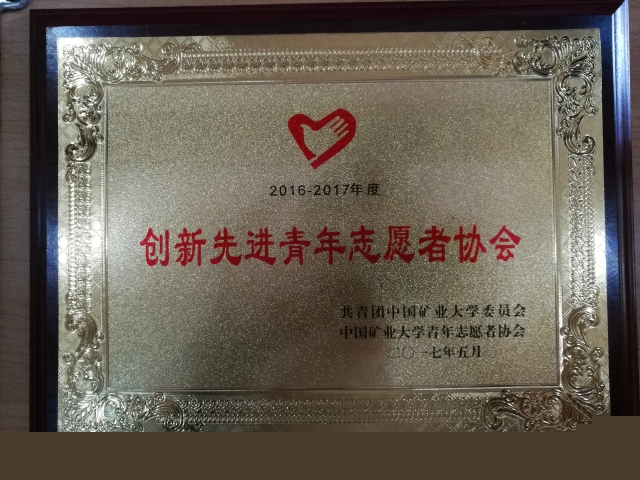 2016-2017年度
创新先进青年志愿者协会
共青团中国矿业大学委员会
中国矿业大学青年志愿者协会
二〇一七年五月